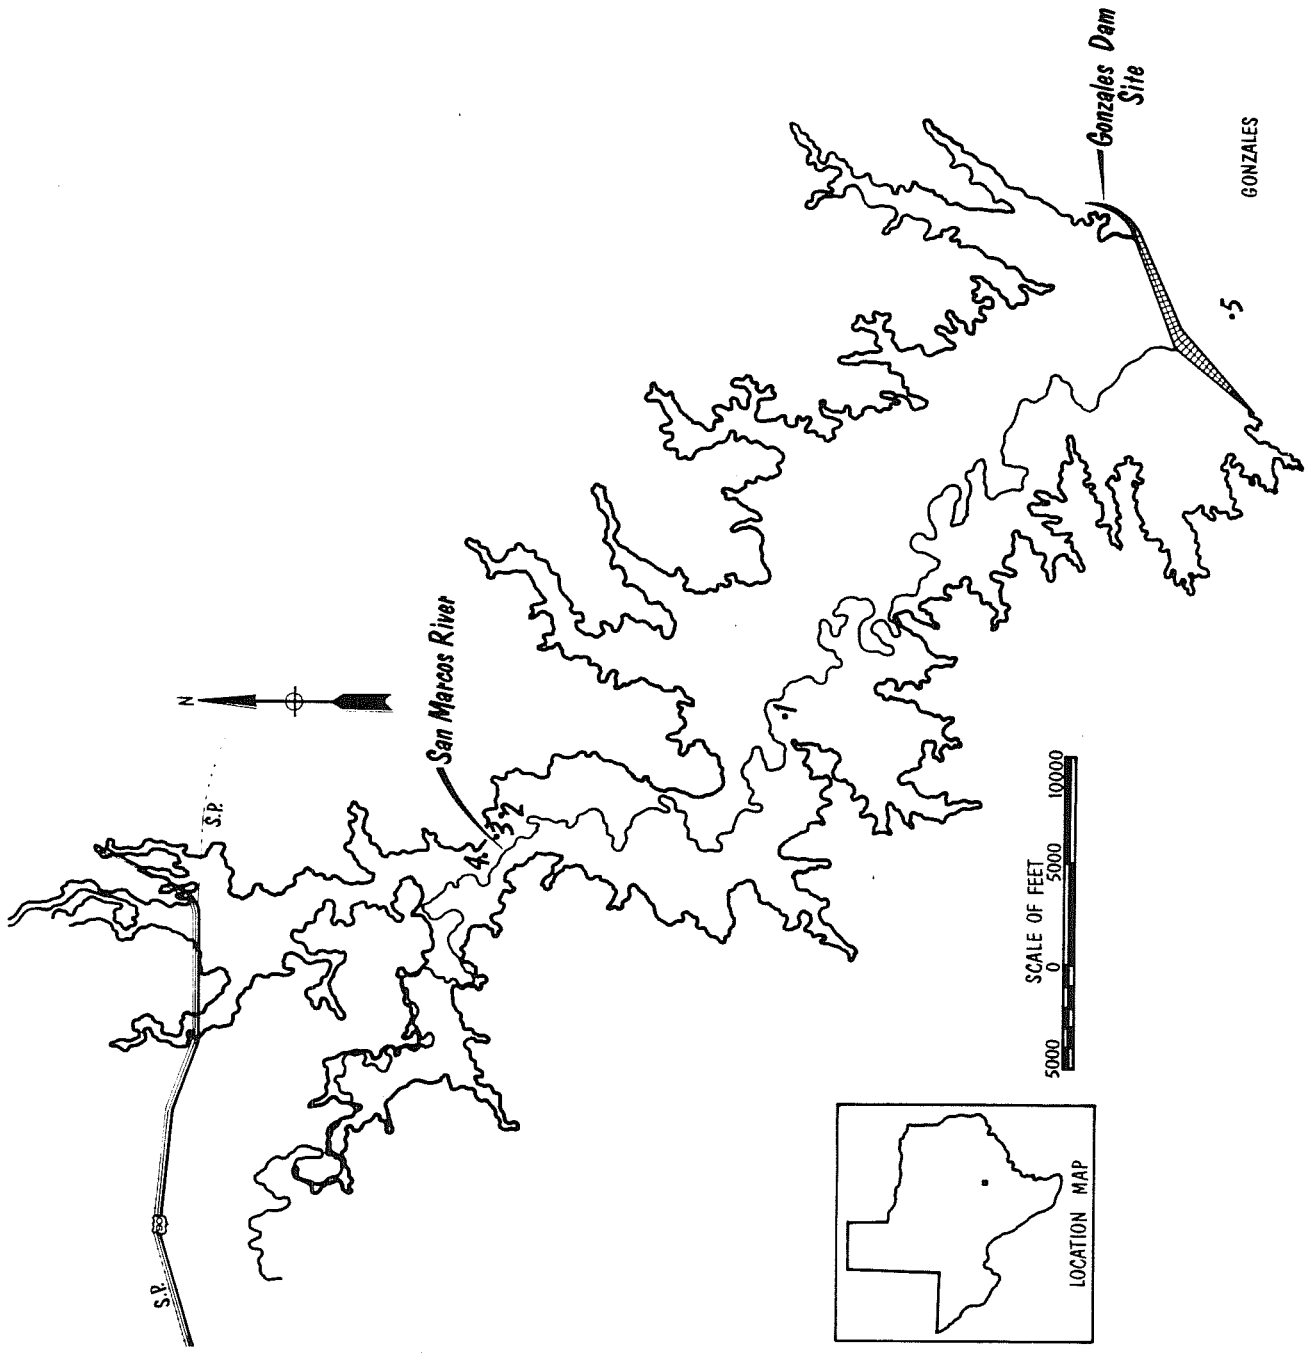 N
S.P.
San Marcos River
4.
.3
.2
.1
S.P.
90
Gonzales Dam
Site
GONZALES
.5
SCALE OF FEET
5000 0 5000 10000
LOCATION MAP